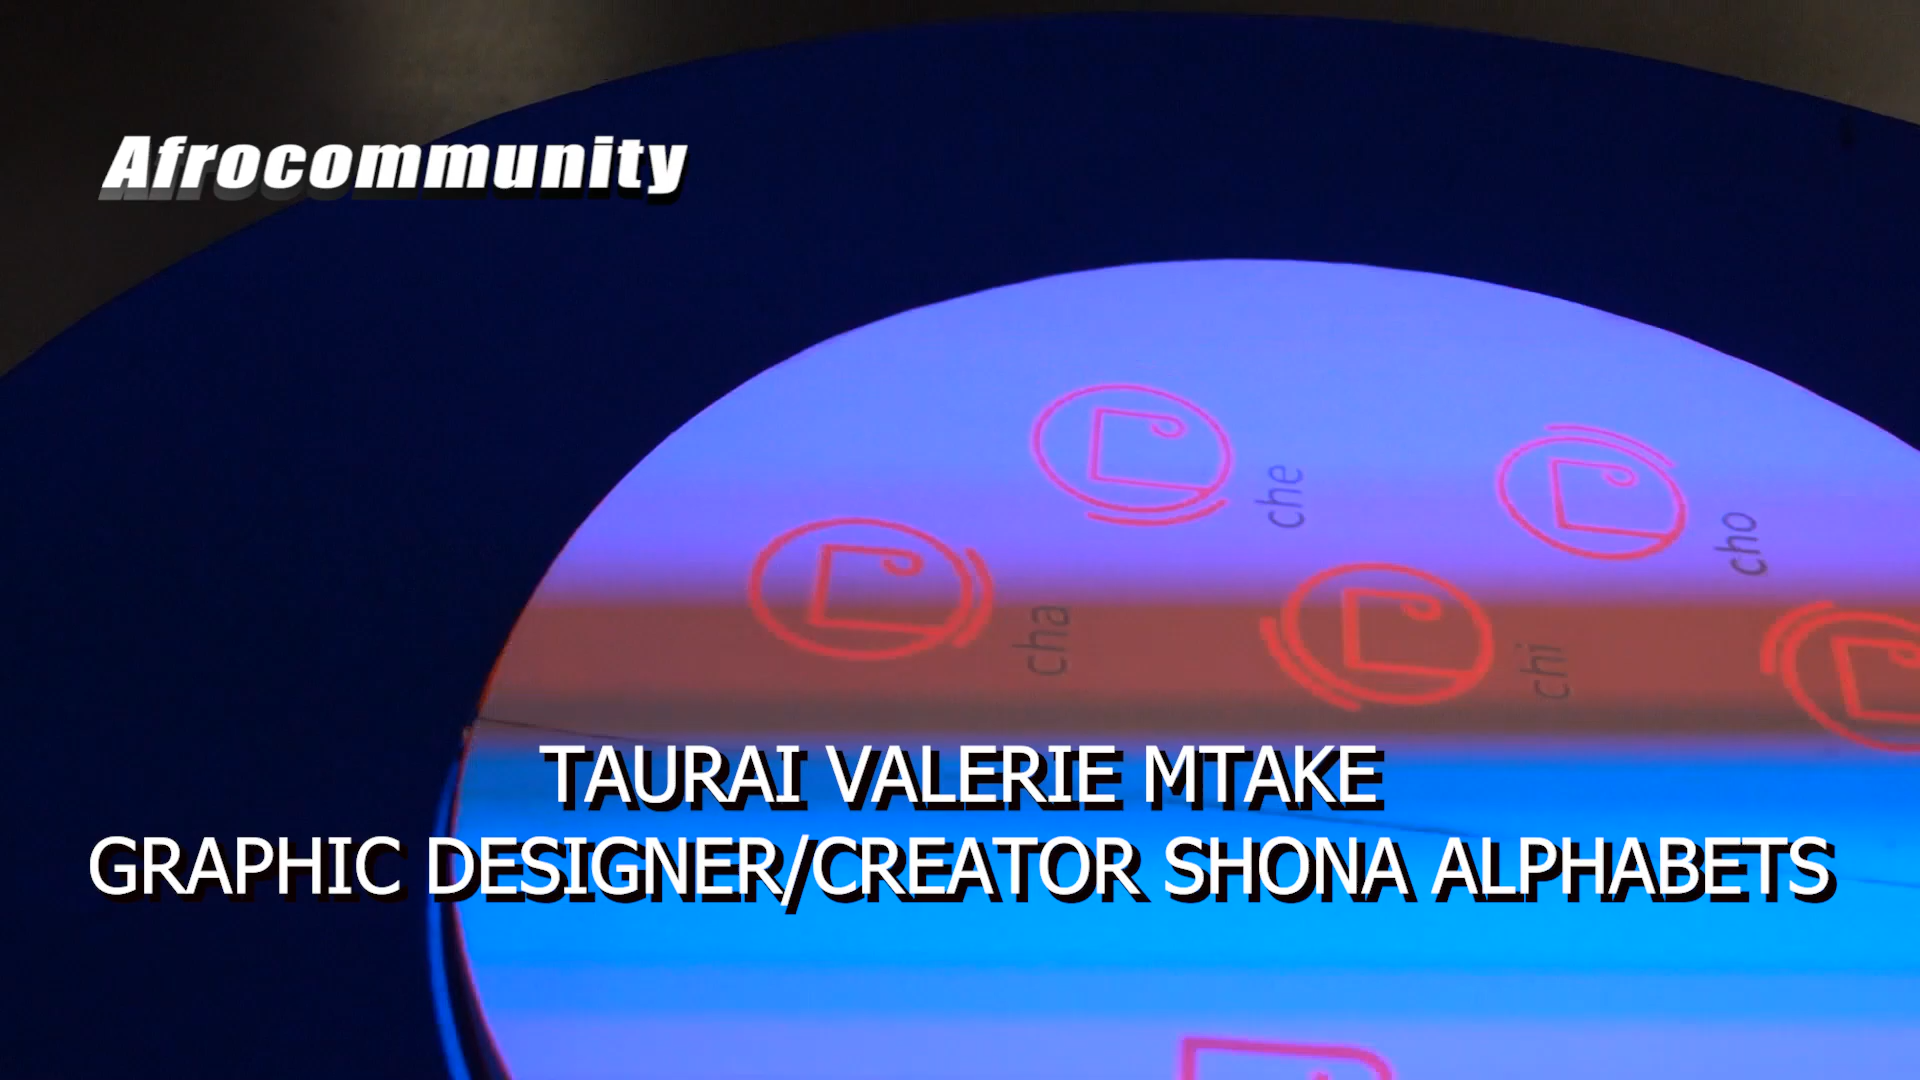 Afrocommunity
che
cho
cha
chi
TAURAI VALERIE MTAKE
GRAPHIC DESIGNER/CREATOR SHONA ALPHABETS